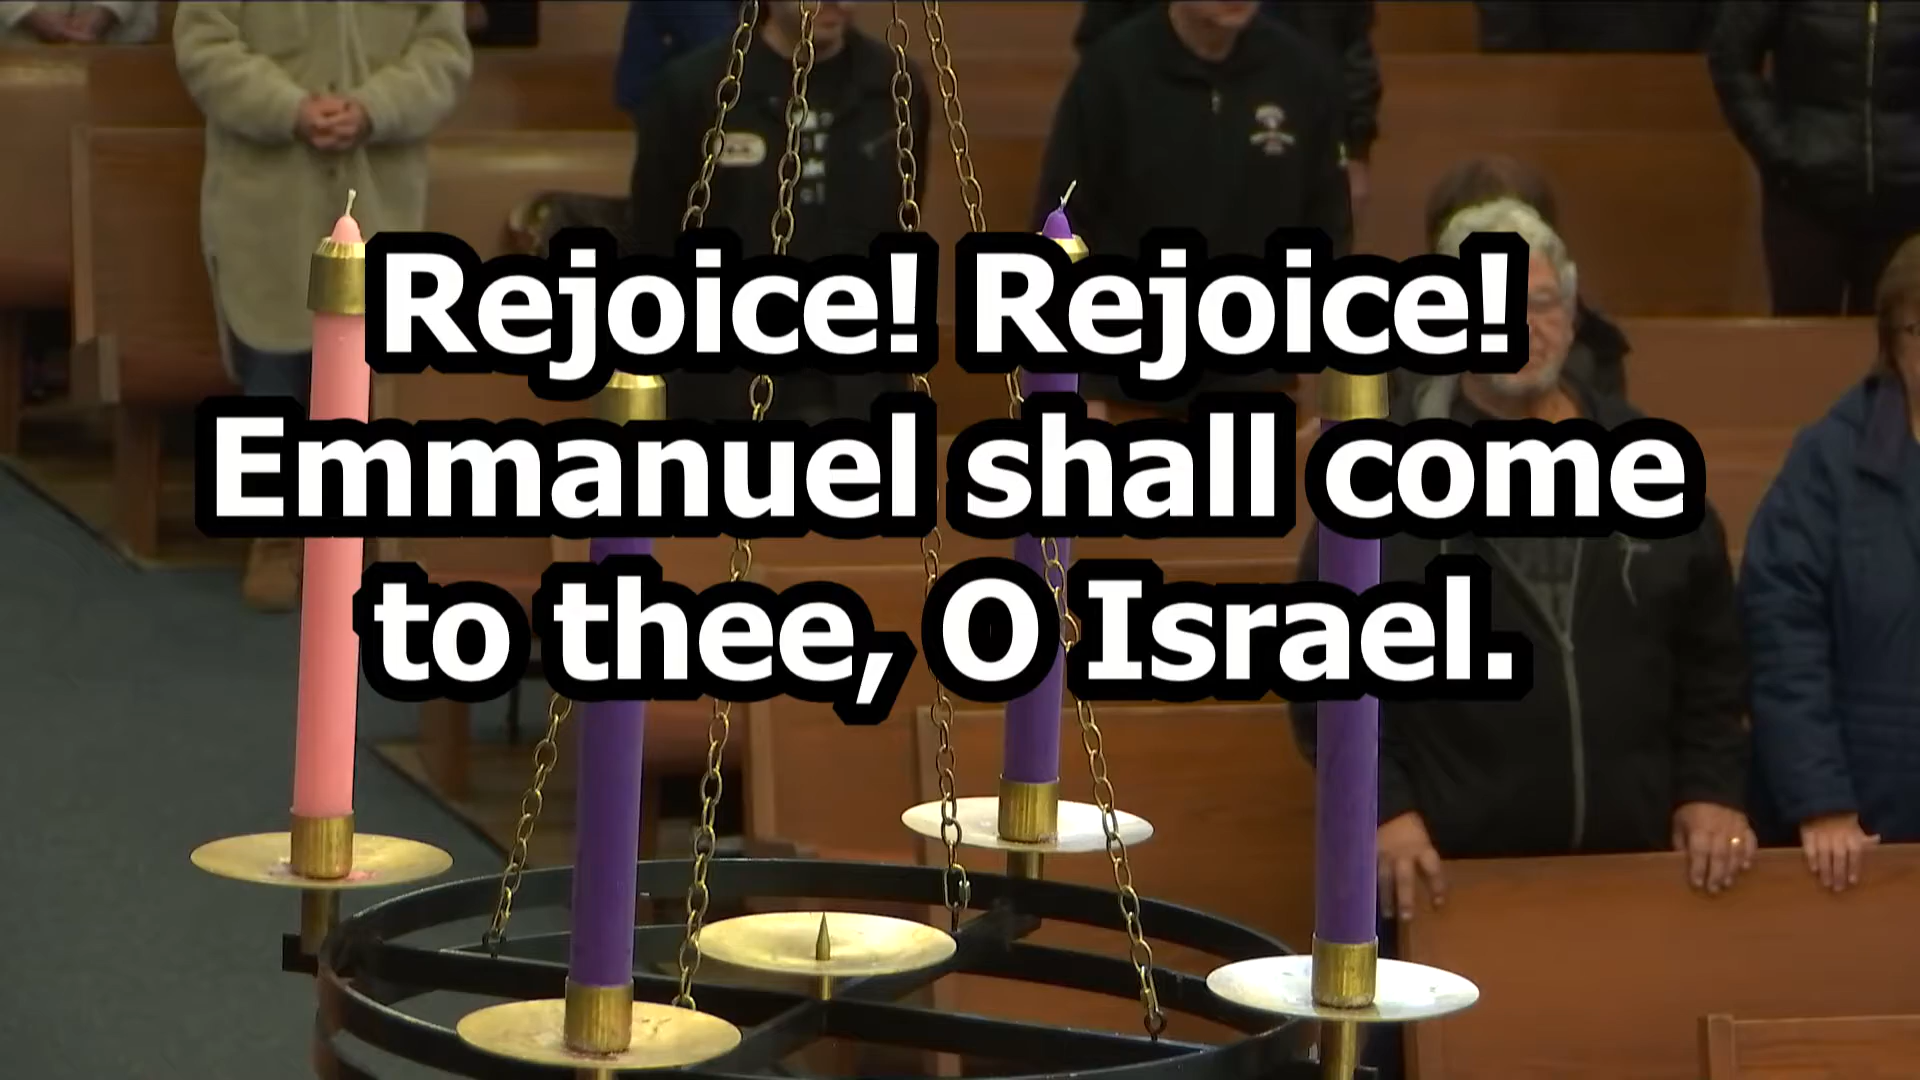 Rejoice! Rejoice!
Emmanuel shall come
to thee, O Israel.